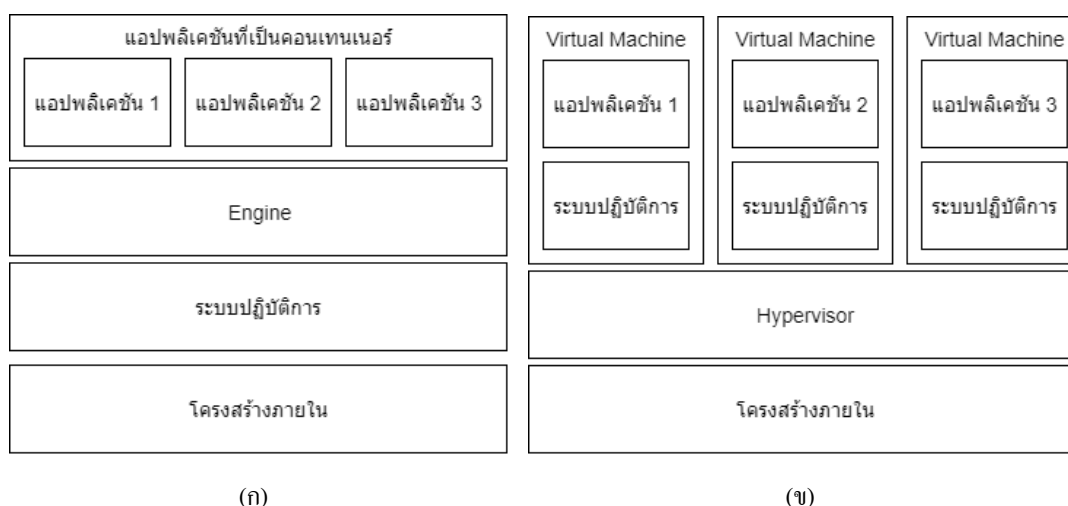 แอปพลิเคชันที่เป็นคอนเทนเนอร์
แอปพลิเคชัน 1
แอปพลิเคชัน 2
แอปพลิเคชัน 3
Engine
ระบบปฏิบัติการ
โครงสร้างภายใน
(ก)
Virtual Machine
Virtual Machine
Virtual Machine
แอปพลิเคชัน 1
แอปพลิเคชัน 2
แอปพลิเคชัน 3
ระบบปฏิบัติการ
ระบบปฏิบัติการ
ระบบปฏิบัติการ
Hypervisor
โครงสร้างภายใน
(ข)